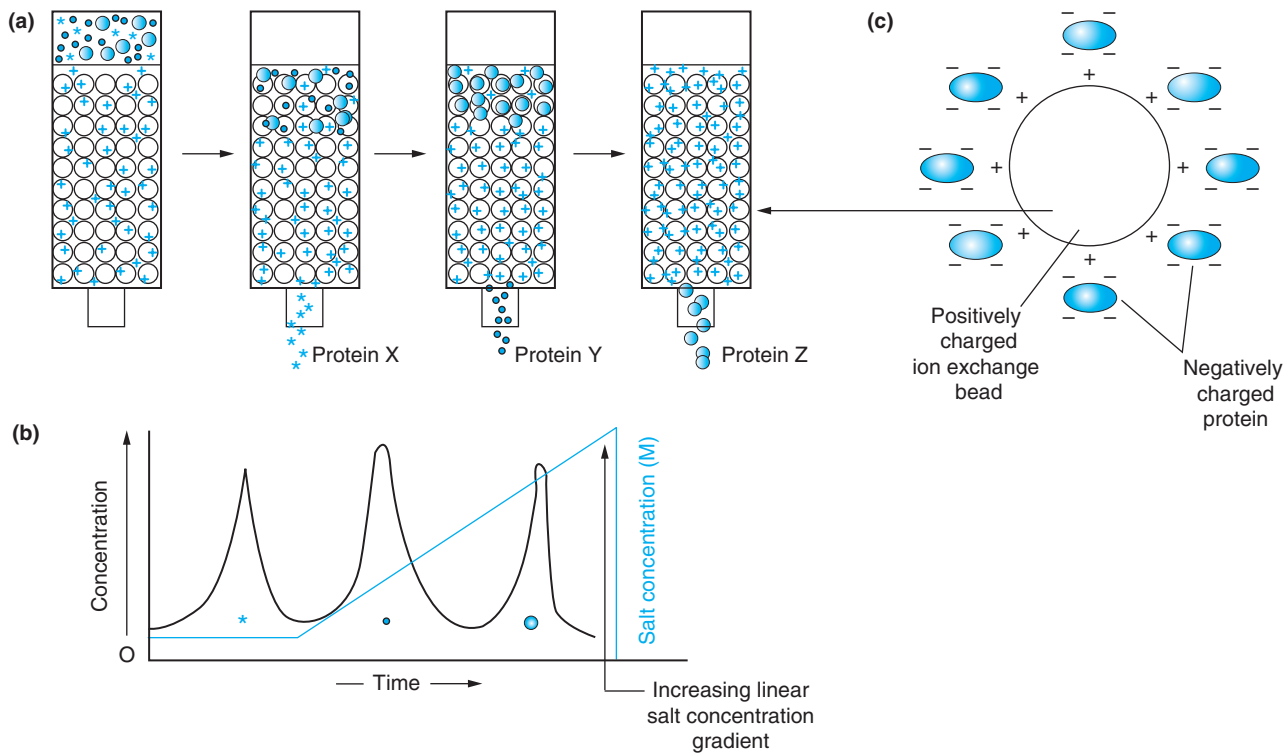 (a)
Protein X
Protein Y
Protein Z
(c)
+
+ +
+ +
+ +
+
Positively
charged
ion exchange
bead
Negatively
charged
protein
(b)
Concentration
O
Time
Salt concentration (M)
*
Increasing linear
salt concentration
gradient